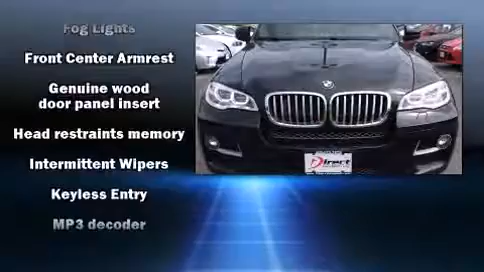 Fog Lights
Front Center Armrest
Genuine wood
door panel insert
Head restraints memory
Intermittent Wipers
Keyless Entry
MP3 decoder
Direct